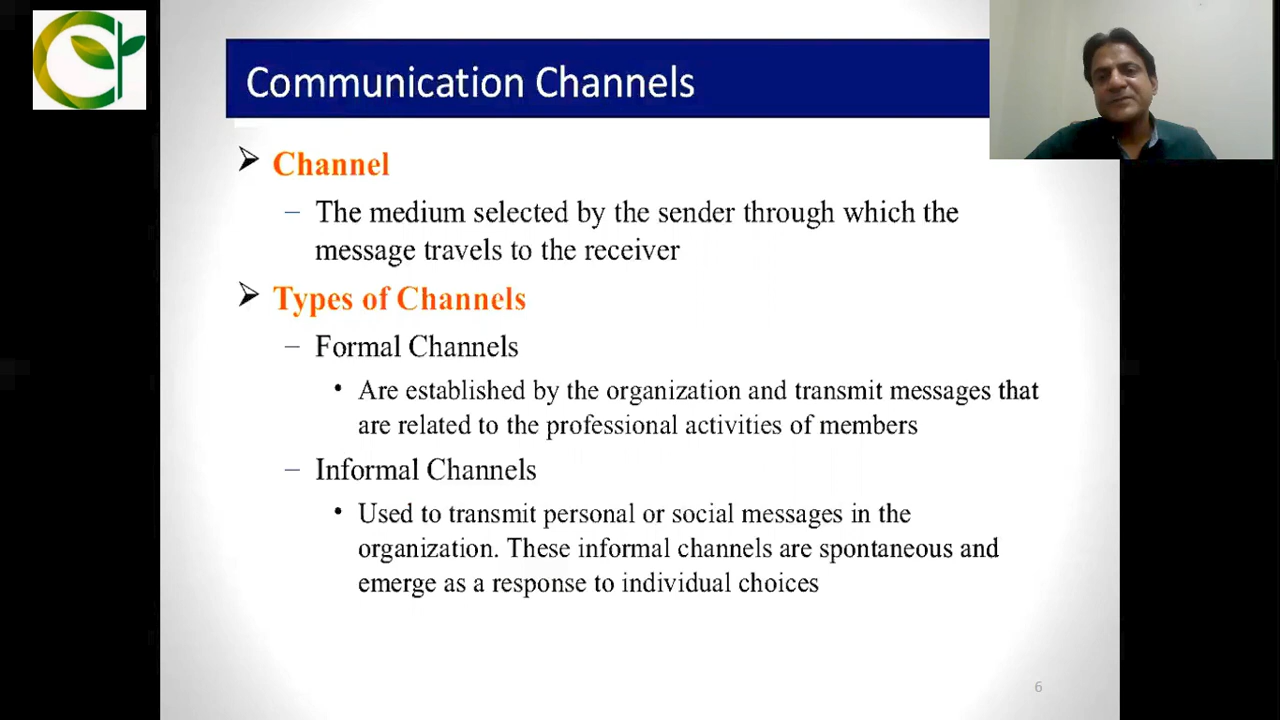 Communication Channels
Channel
– The medium selected by the sender through which the
message travels to the receiver
Types of Channels
– Formal Channels
• Are established by the organization and transmit messages that
are related to the professional activities of members
– Informal Channels
• Used to transmit personal or social messages in the
organization. These informal channels are spontaneous and
emerge as a response to individual choices
6